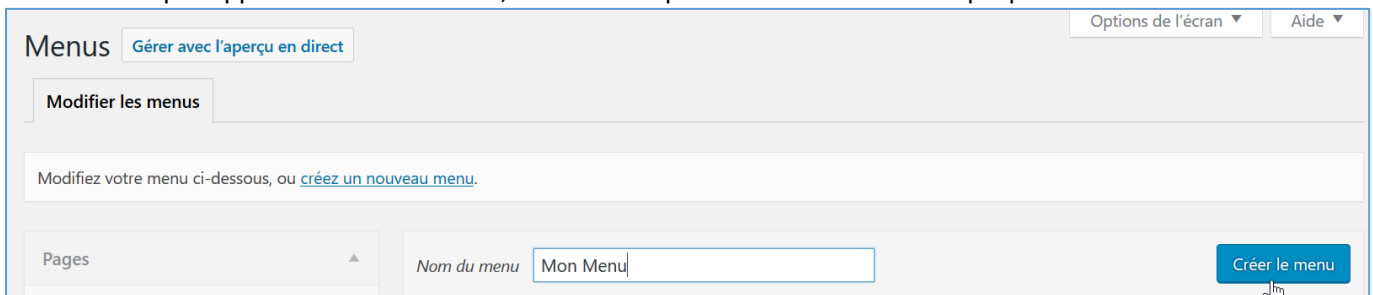 Options de l'écran ▼ Aide ▼
Menus Gérer avec l'aperçu en direct
Modifier les menus
Modifiez votre menu ci-dessous, ou créez un nouveau menu.
Pages ▲
Nom du menu Mon Menu Créer le menu